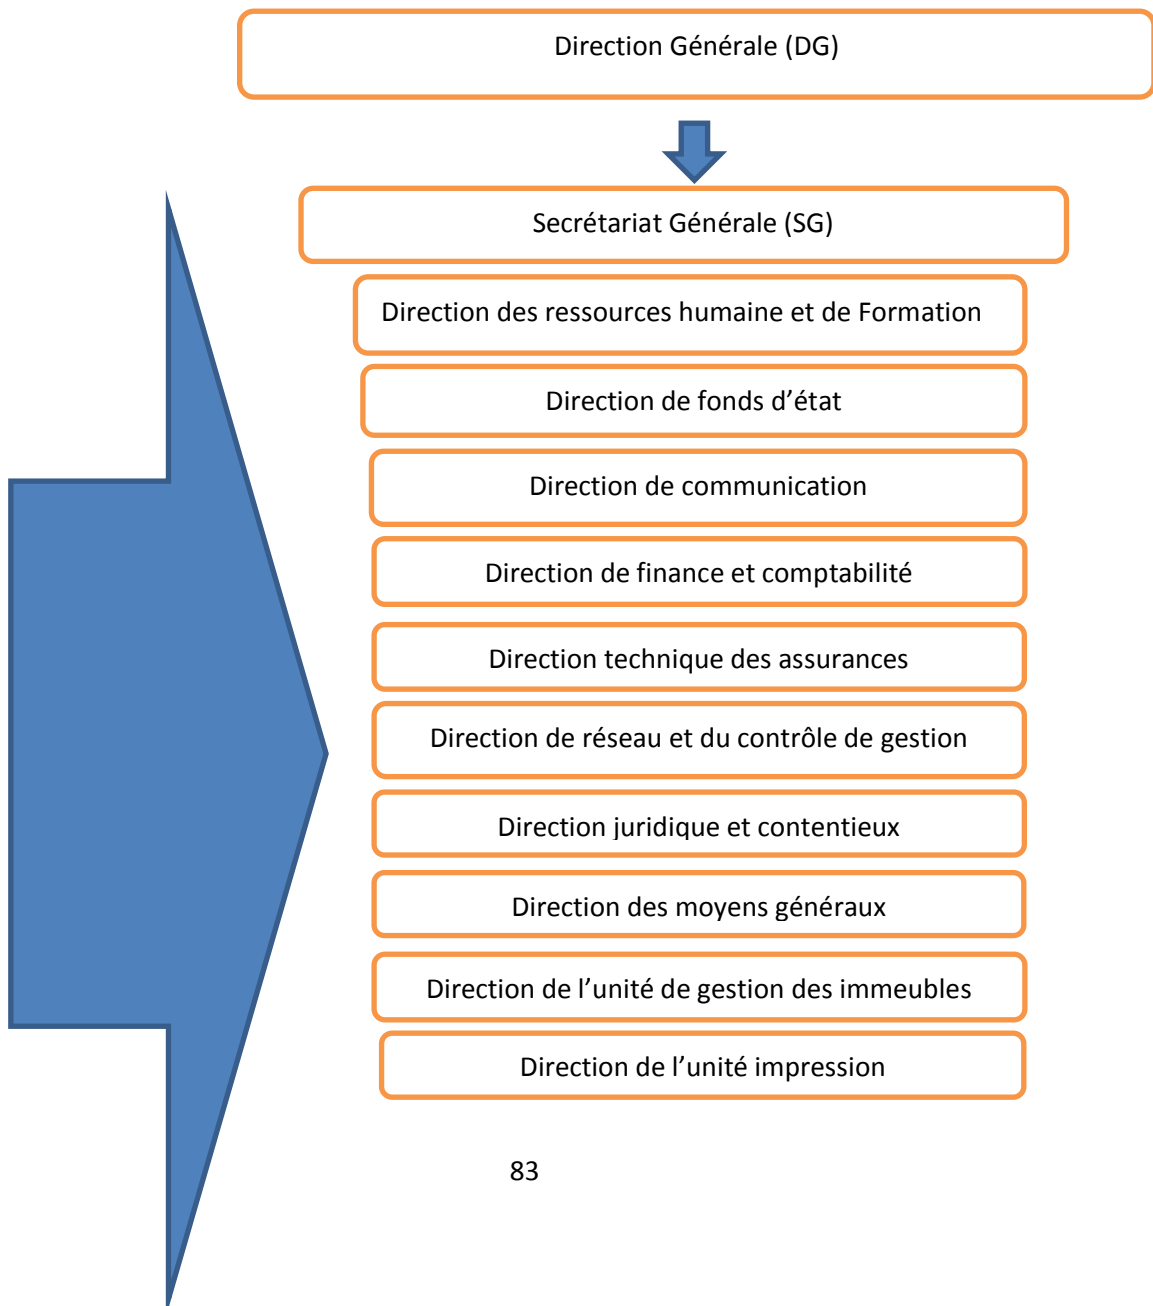 Direction Générale (DG)
Secrétariat Générale (SG)
Direction des ressources humaine et de Formation
Direction de fonds d’état
Direction de communication
Direction de finance et comptabilité
Direction technique des assurances
Direction de réseau et du contrôle de gestion
Direction juridique et contentieux
Direction des moyens généraux
Direction de l’unité de gestion des immeubles
Direction de l’unité impression
83